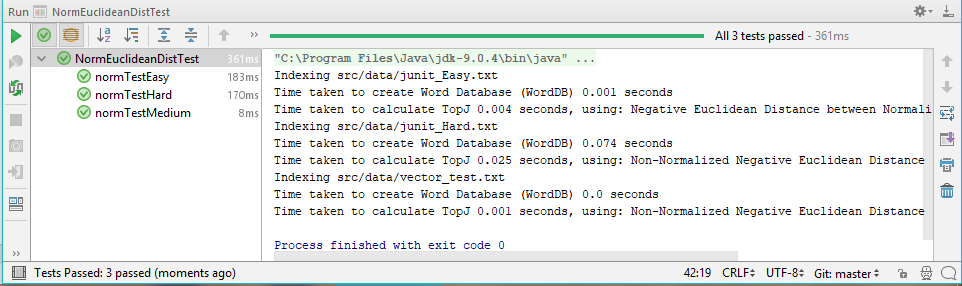 Run NormEuclideanDistTest
All 3 tests passed - 361ms
NormEuclideanDistTest 361ms
normTestEasy 183ms
normTestHard 170ms
normTestMedium 8ms
"C:\Program Files\Java\jdk-9.0.4\bin\java" ...
Indexing src/data/junit_Easy.txt
Time taken to create Word Database (WordDB) 0.001 seconds
Time taken to calculate TopJ 0.004 seconds, using: Negative Euclidean Distance between Normali
Indexing src/data/junit_Hard.txt
Time taken to create Word Database (WordDB) 0.074 seconds
Time taken to calculate TopJ 0.025 seconds, using: Non-Normalized Negative Euclidean Distance
Indexing src/data/vector_test.txt
Time taken to create Word Database (WordDB) 0.0 seconds
Time taken to calculate TopJ 0.001 seconds, using: Non-Normalized Negative Euclidean Distance
Process finished with exit code 0
Tests Passed: 3 passed (moments ago) 42:19 CRLF UTF-8 Git: master